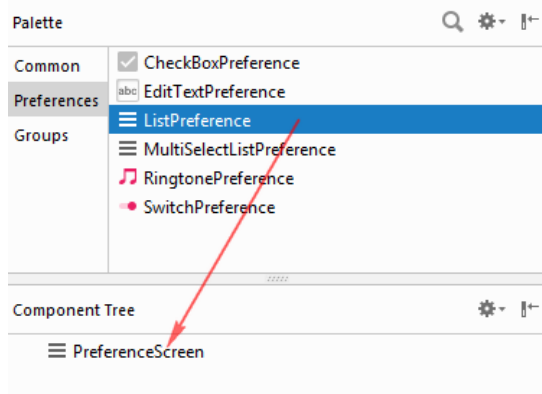 Palette
Common
Preferences
Groups
CheckBoxPreference
abc EditTextPreference
ListPreference
MultiSelectListPreference
RingtonePreference
SwitchPreference
Component Tree
PreferenceScreen